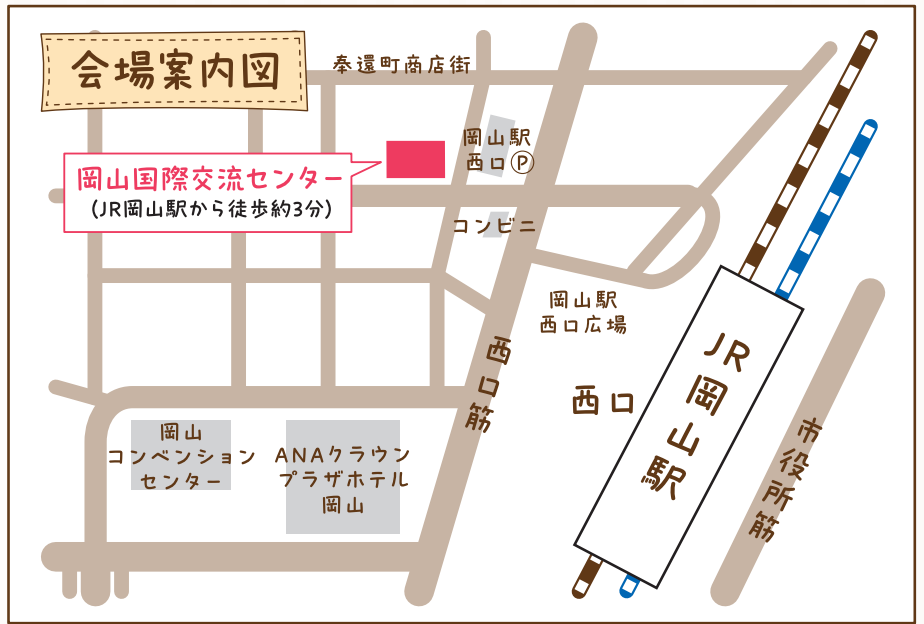 会場案内図
奉還町商店街
岡山駅
西口Ⓟ
岡山国際交流センター
(JR岡山駅から徒歩約3分)
コンビニ
岡山駅
西口広場
西口筋
西口
JR岡山駅
市役所筋
岡山
コンベンション
センター
ANAクラウン
プラザホテル
岡山